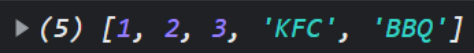 (5) [1, 2, 3, 'KFC', 'BBQ']